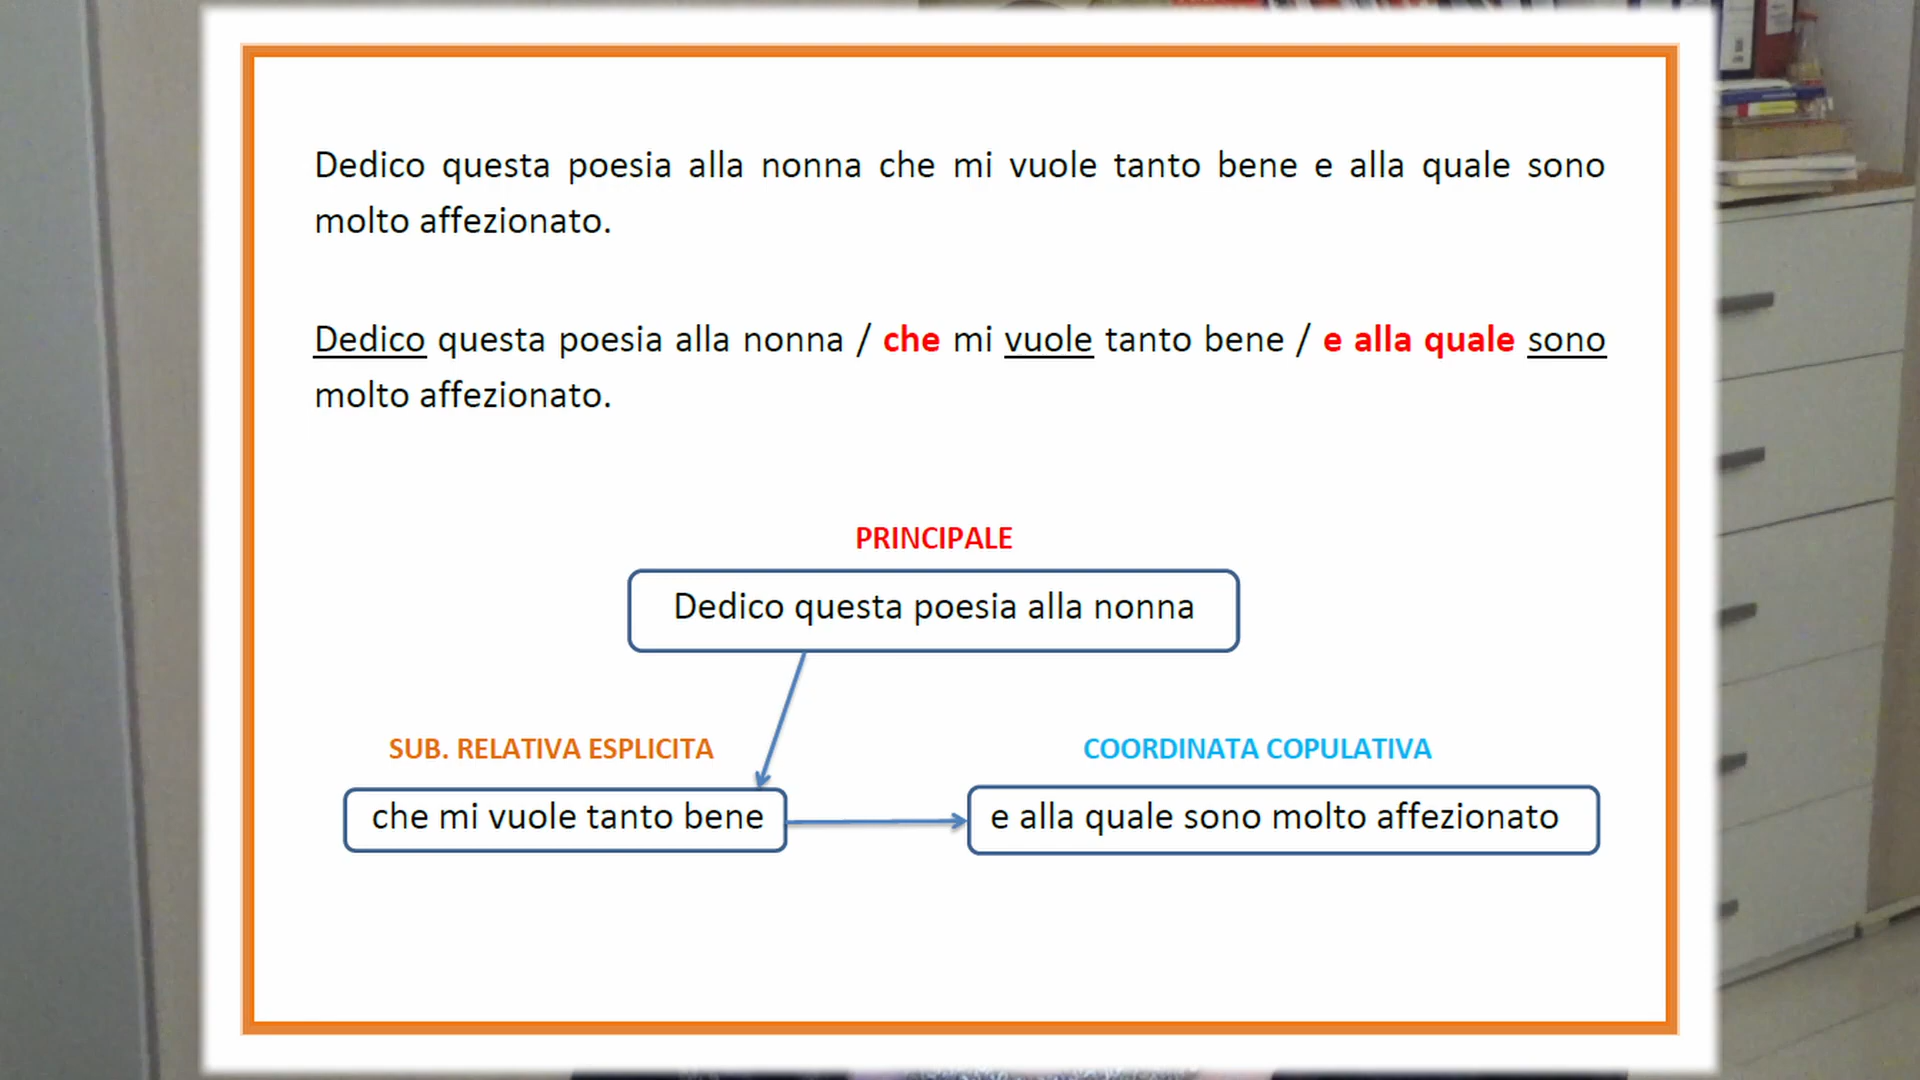 Dedico questa poesia alla nonna che mi vuole tanto bene e alla quale sono
molto affezionato.
Dedico questa poesia alla nonna / che mi vuole tanto bene / e alla quale sono
molto affezionato.
PRINCIPALE
Dedico questa poesia alla nonna
SUB. RELATIVA ESPLICITA
COORDINATA COPULATIVA
che mi vuole tanto bene
e alla quale sono molto affezionato